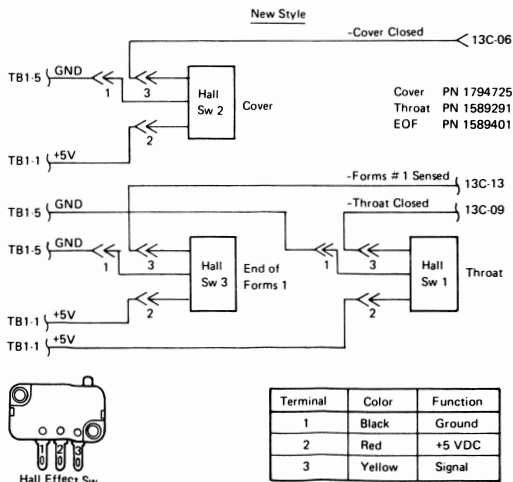 New Style
-Cover Closed
13C-06
TB1-5 GND
1
3
Hall
Sw 2
Cover
2
TB1-1 +5V
Cover PN 1794725
Throat PN 1589291
EOF PN 1589401
-Forms # 1 Sensed
13C-13
TB1-5 GND
-Throat Closed
13C-09
TB1-5 GND
1
3
Hall
Sw 3
End of
Forms 1
2
1
3
Hall
Sw 1
Throat
2
TB1-1 +5V
TB1-1 +5V
1 2 3
Hall Effect Sw
Terminal Color Function
1 Black Ground
2 Red +5 VDC
3 Yellow Signal